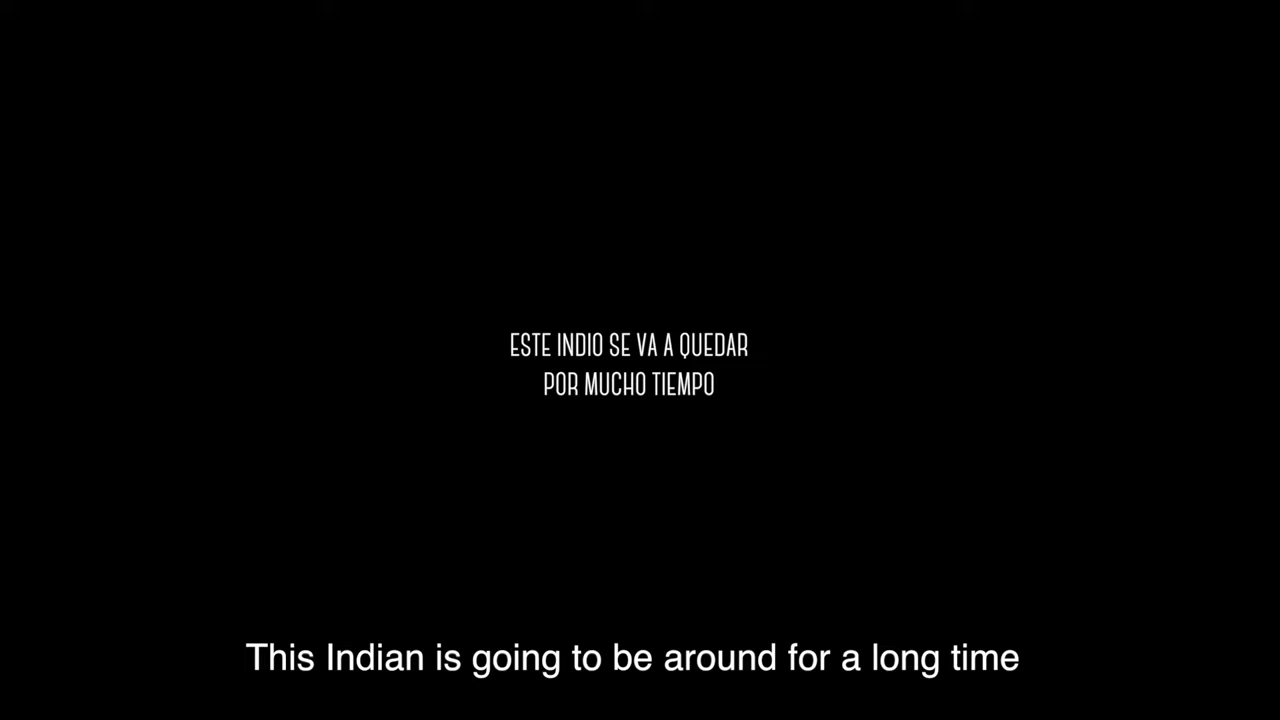 ESTE INDIO SE VA A QUEDAR
POR MUCHO TIEMPO
This Indian is going to be around for a long time